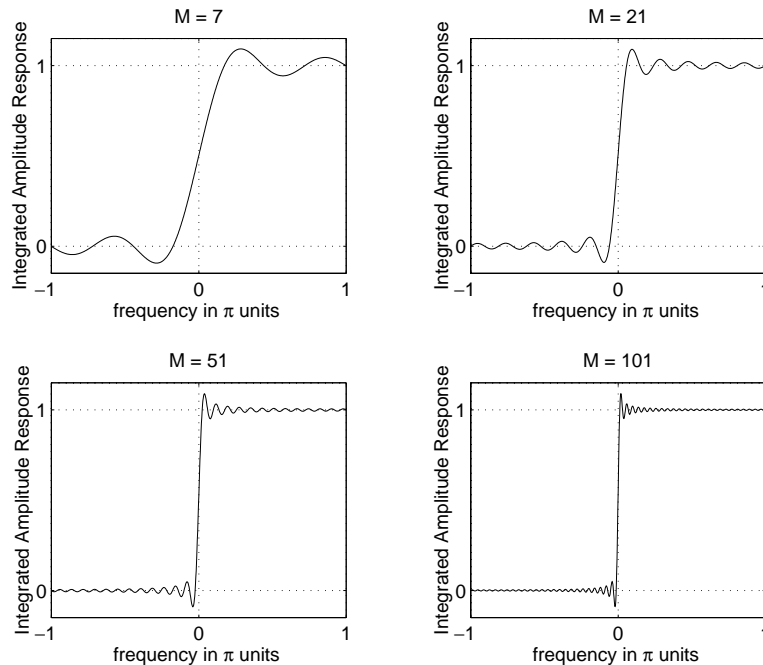 M = 7
Integrated Amplitude Response
1
0
−1
0
1
frequency in π units
M = 21
Integrated Amplitude Response
1
0
−1
0
1
frequency in π units
M = 51
Integrated Amplitude Response
1
0
−1
0
1
frequency in π units
M = 101
Integrated Amplitude Response
1
0
−1
0
1
frequency in π units